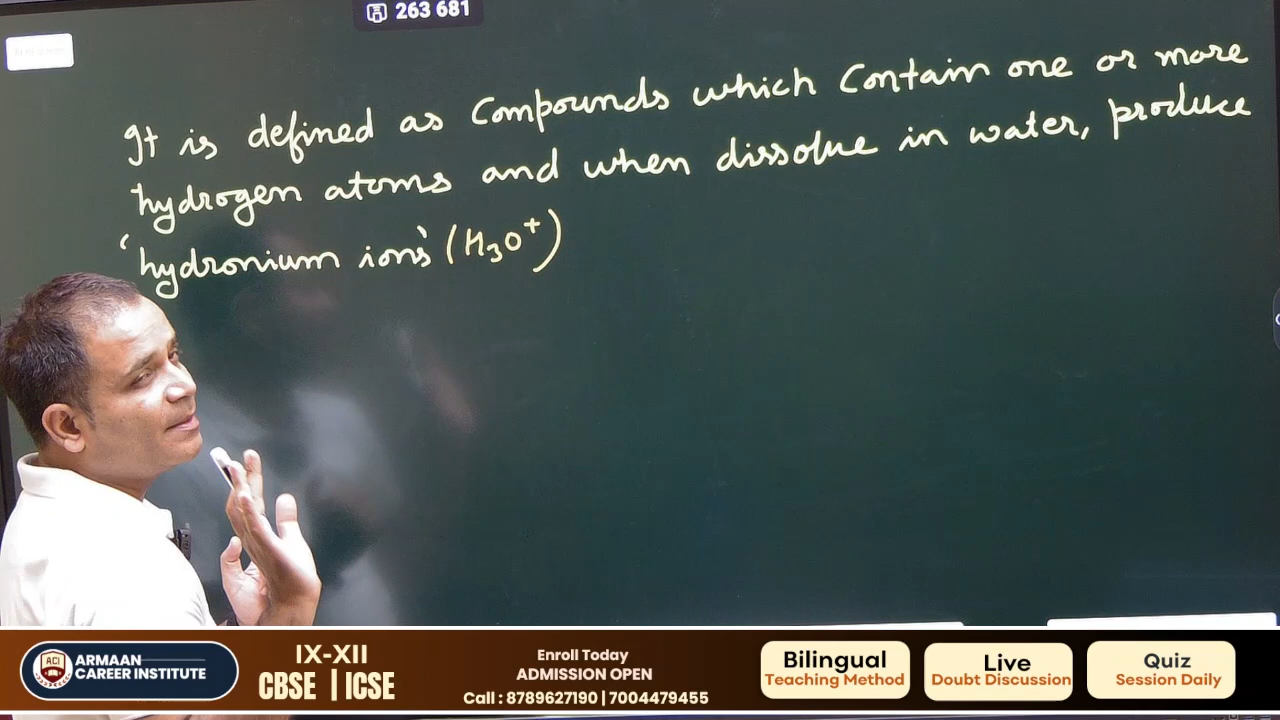 263 681
It is defined as Compounds which Contain one or more
hydrogen atoms and when dissolve in water, produce
'hydronium ions' (H₃O⁺)
ACI
ARMAAN
CAREER INSTITUTE
IX-XII
CBSE | ICSE
Enroll Today
ADMISSION OPEN
Call : 8789627190 | 7004479455
Bilingual
Teaching Method
Live
Doubt Discussion
Quiz
Session Daily